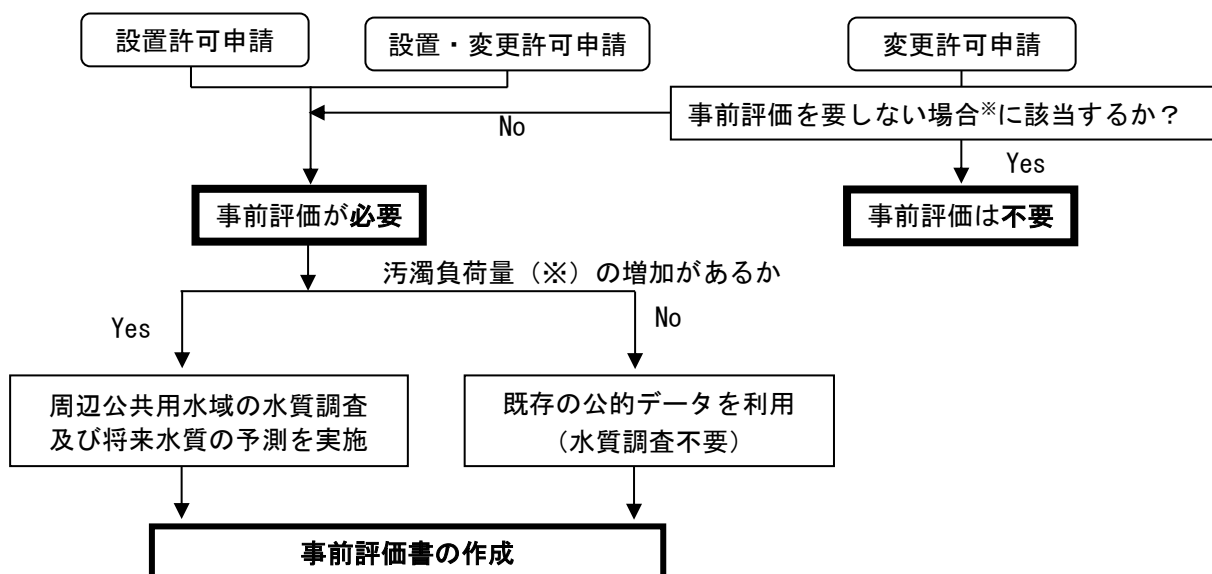 設置許可申請
設置・変更許可申請
変更許可申請
事前評価を要しない場合※に該当するか？
No
Yes
事前評価が必要
事前評価は不要
汚濁負荷量（※）の増加があるか
Yes
No
周辺公共用水域の水質調査
及び将来水質の予測を実施
既存の公的データを利用
（水質調査不要）
事前評価書の作成